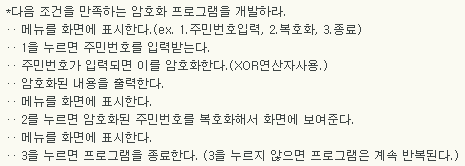 *다음 조건을 만족하는 암호화 프로그램을 개발하라.
·· 메뉴를 화면에 표시한다.(ex. 1.주민번호입력, 2.복호화, 3.종료)
·· 1을 누르면 주민번호를 입력받는다.
·· 주민번호가 입력되면 이를 암호화한다.(XOR연산자사용.)
·· 암호화된 내용을 출력한다.
·· 메뉴를 화면에 표시한다.
·· 2를 누르면 암호화된 주민번호를 복호화해서 화면에 보여준다.
·· 메뉴를 화면에 표시한다.
·· 3을 누르면 프로그램을 종료한다. (3을 누르지 않으면 프로그램은 계속 반복된다.)